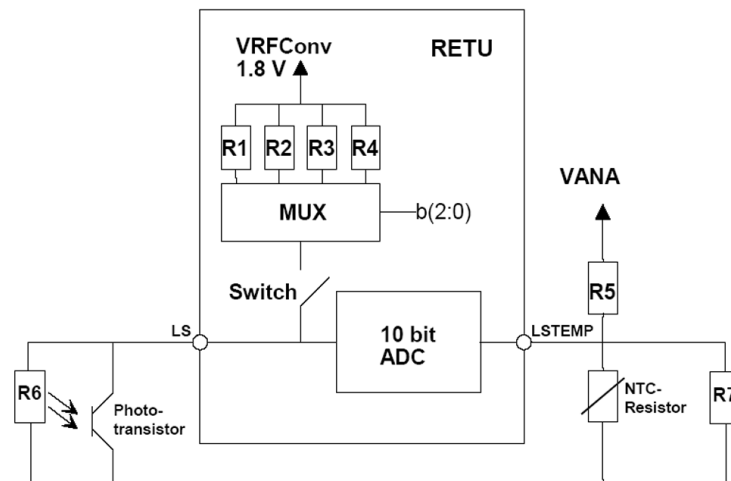 VRFConv
1.8 V
RETU
R1 R2 R3 R4
MUX
b(2:0)
VANA
Switch
R5
LS
10 bit
ADC
LSTEMP
R6
Photo-
transistor
NTC-
Resistor
R7